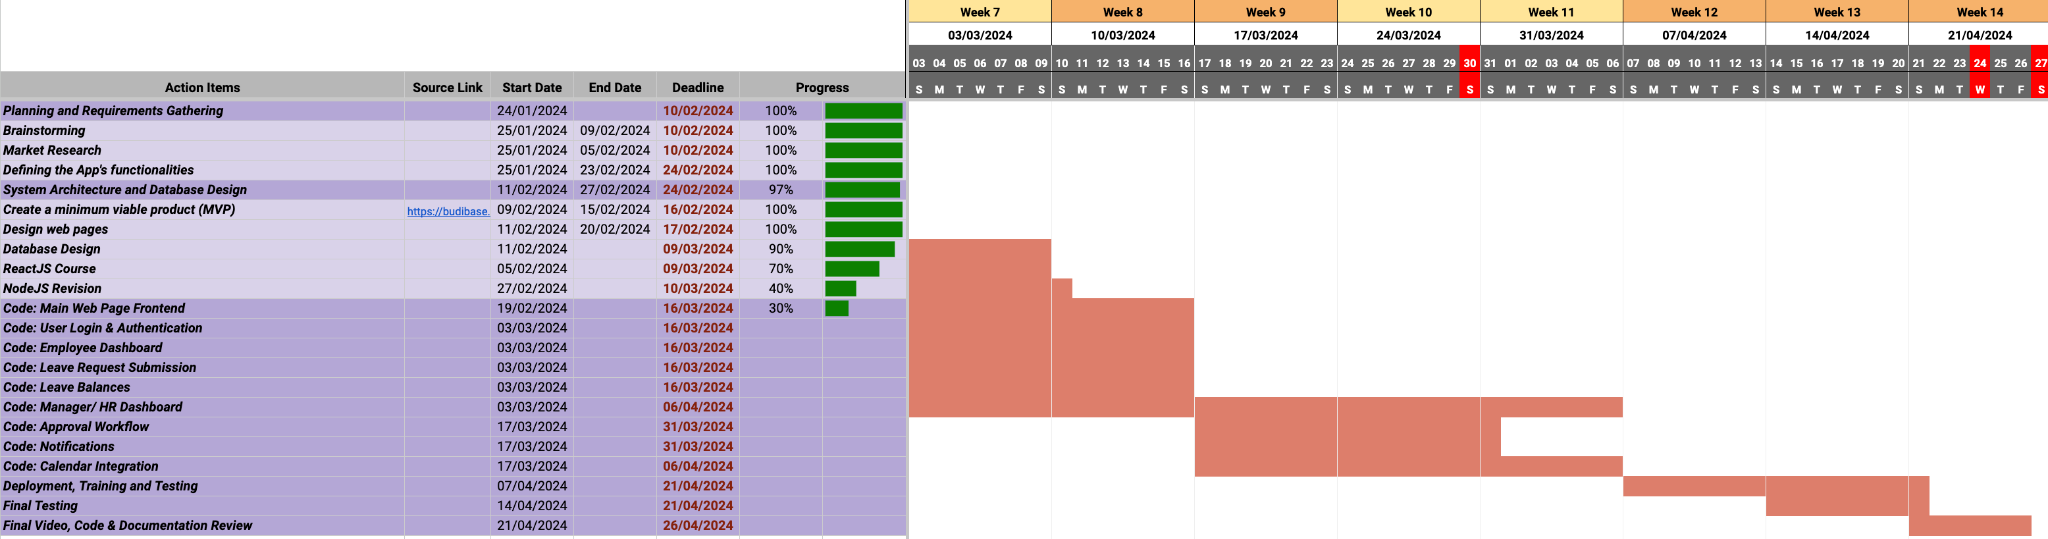 Week 7 Week 8 Week 9 Week 10 Week 11 Week 12 Week 13 Week 14
03/03/2024 10/03/2024 17/03/2024 24/03/2024 31/03/2024 07/04/2024 14/04/2024 21/04/2024
03 04 05 06 07 08 09 10 11 12 13 14 15 16 17 18 19 20 21 22 23 24 25 26 27 28 29 30 31 01 02 03 04 05 06 07 08 09 10 11 12 13 14 15 16 17 18 19 20 21 22 23 24 25 26 27
Action Items Source Link Start Date End Date Deadline Progress S M T W T F S S M T W T F S S M T W T F S S M T W T F S S M T W T F S S M T W T F S S M T W T F S S M T W T F S
Planning and Requirements Gathering 24/01/2024 10/02/2024 100%
Brainstorming 25/01/2024 09/02/2024 10/02/2024 100%
Market Research 25/01/2024 05/02/2024 10/02/2024 100%
Defining the App's functionalities 25/01/2024 23/02/2024 24/02/2024 100%
System Architecture and Database Design 11/02/2024 27/02/2024 24/02/2024 97%
Create a minimum viable product (MVP) https://budibase. 09/02/2024 15/02/2024 16/02/2024 100%
Design web pages 11/02/2024 20/02/2024 17/02/2024 100%
Database Design 11/02/2024 09/03/2024 90%
ReactJS Course 05/02/2024 09/03/2024 70%
NodeJS Revision 27/02/2024 10/03/2024 40%
Code: Main Web Page Frontend 19/02/2024 16/03/2024 30%
Code: User Login & Authentication 03/03/2024 16/03/2024
Code: Employee Dashboard 03/03/2024 16/03/2024
Code: Leave Request Submission 03/03/2024 16/03/2024
Code: Leave Balances 03/03/2024 16/03/2024
Code: Manager/ HR Dashboard 03/03/2024 06/04/2024
Code: Approval Workflow 17/03/2024 31/03/2024
Code: Notifications 17/03/2024 31/03/2024
Code: Calendar Integration 17/03/2024 06/04/2024
Deployment, Training and Testing 07/04/2024 21/04/2024
Final Testing 14/04/2024 21/04/2024
Final Video, Code & Documentation Review 21/04/2024 26/04/2024